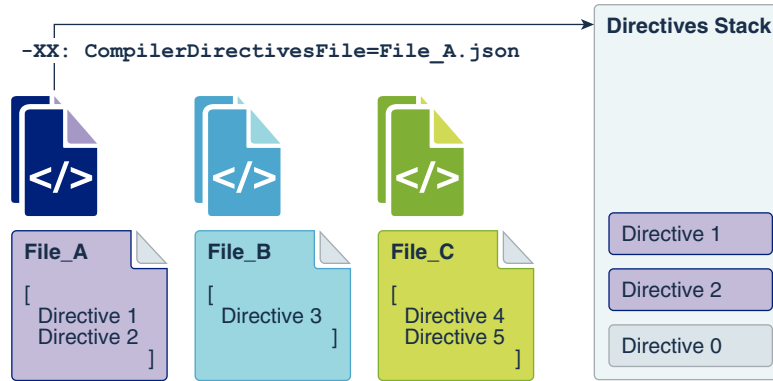 Directives Stack
-XX: CompilerDirectivesFile=File_A.json
</>
</>
</>
File_A
[
Directive 1
Directive 2
]
File_B
[
Directive 3
]
File_C
[
Directive 4
Directive 5
]
Directive 1
Directive 2
Directive 0